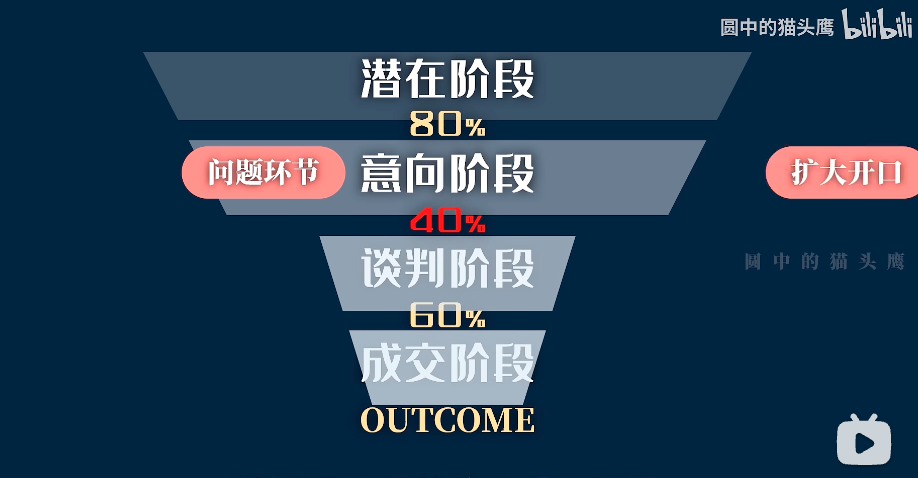 圆中的猫头鹰 bilibili
潜在阶段
80%
问题环节
意向阶段
扩大开口
40%
谈判阶段
圆中的猫头鹰
60%
成交阶段
OUTCOME